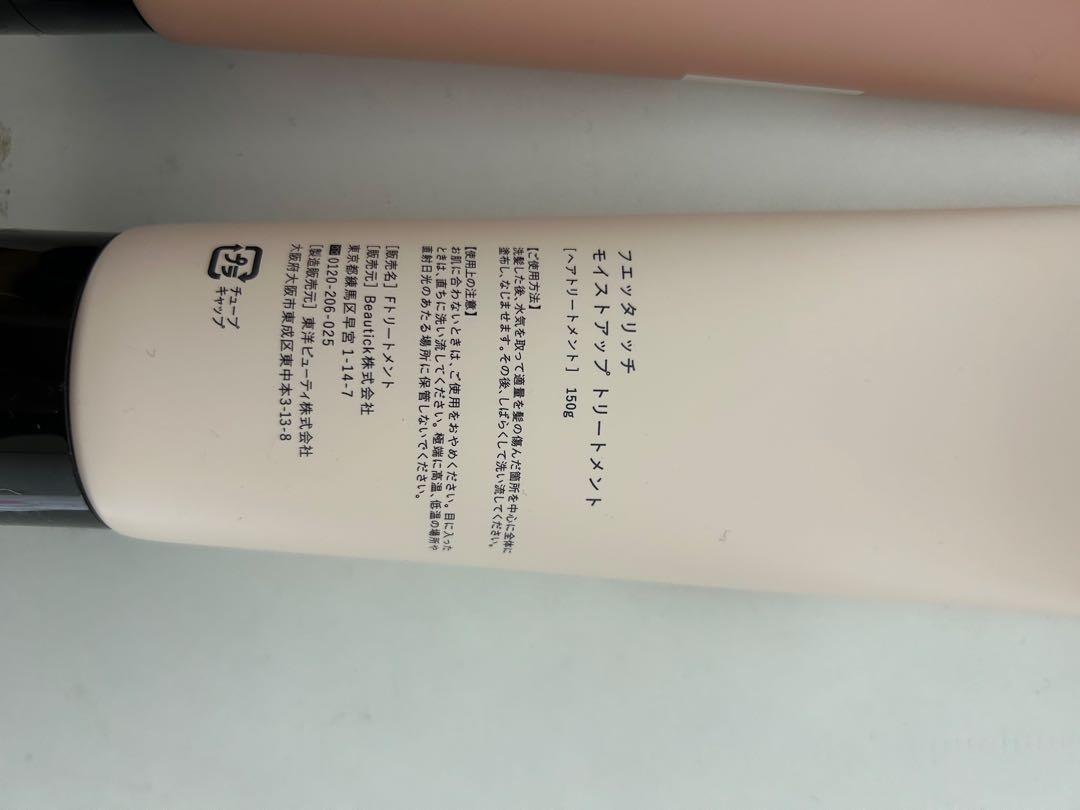 フエッタリッチ
モイストアップ トリートメント
[ヘアトリートメント] 150g
【ご使用方法】
洗髪した後、水気を取って適量を髪の傷んだ箇所を中心に全体に
塗布し、なじませます。その後、しばらくして洗い流してください。
【使用上の注意】
お肌に合わないときは、ご使用をおやめください。目に入った
ときは、直ちに洗い流してください。極端に高温、低温の場所や
直射日光のあたる場所に保管しないでください。
[販売名] Fトリートメント
[販売元] Beautick株式会社
東京都練馬区早宮1-14-7
0120-206-025
[製造販売元] 東洋ビューティ株式会社
大阪府大阪市東成区東中本3-13-8
プラ
チューブ
キャップ